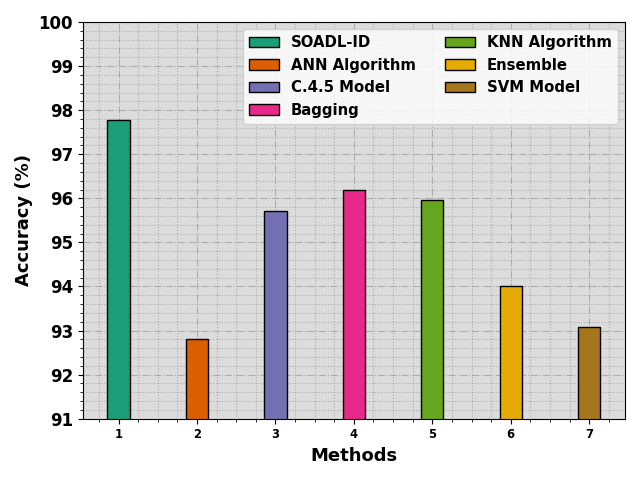 100
99
98
97
96
95
94
93
92
91
Accuracy (%)
SOADL-ID
ANN Algorithm
C.4.5 Model
Bagging
KNN Algorithm
Ensemble
SVM Model
1 2 3 4 5 6 7
Methods